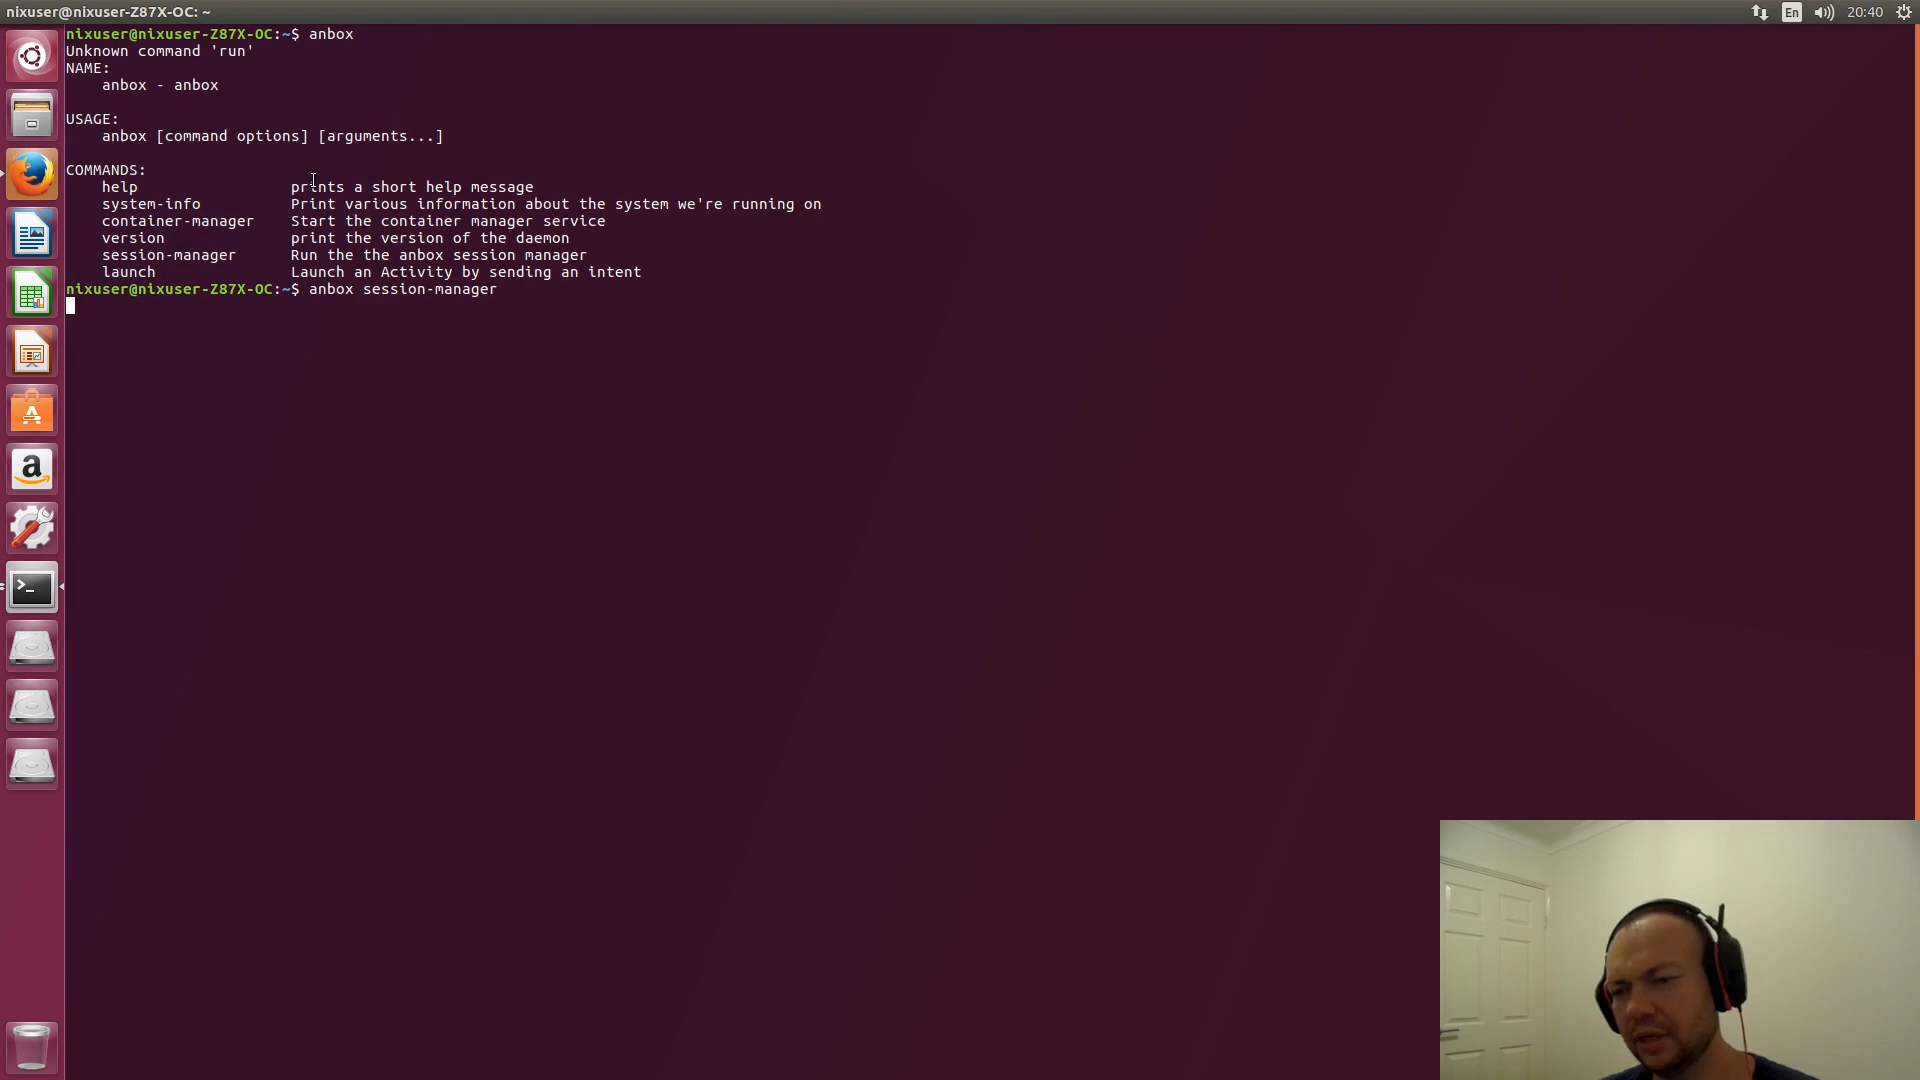 nixuser@nixuser-Z87X-OC: ~
En
20:40
nixuser@nixuser-Z87X-OC:~$ anbox
Unknown command 'run'
NAME:
anbox - anbox
USAGE:
anbox [command options] [arguments...]
COMMANDS:
help prints a short help message
system-info Print various information about the system we're running on
container-manager Start the container manager service
version print the version of the daemon
session-manager Run the the anbox session manager
launch Launch an Activity by sending an intent
nixuser@nixuser-Z87X-OC:~$ anbox session-manager